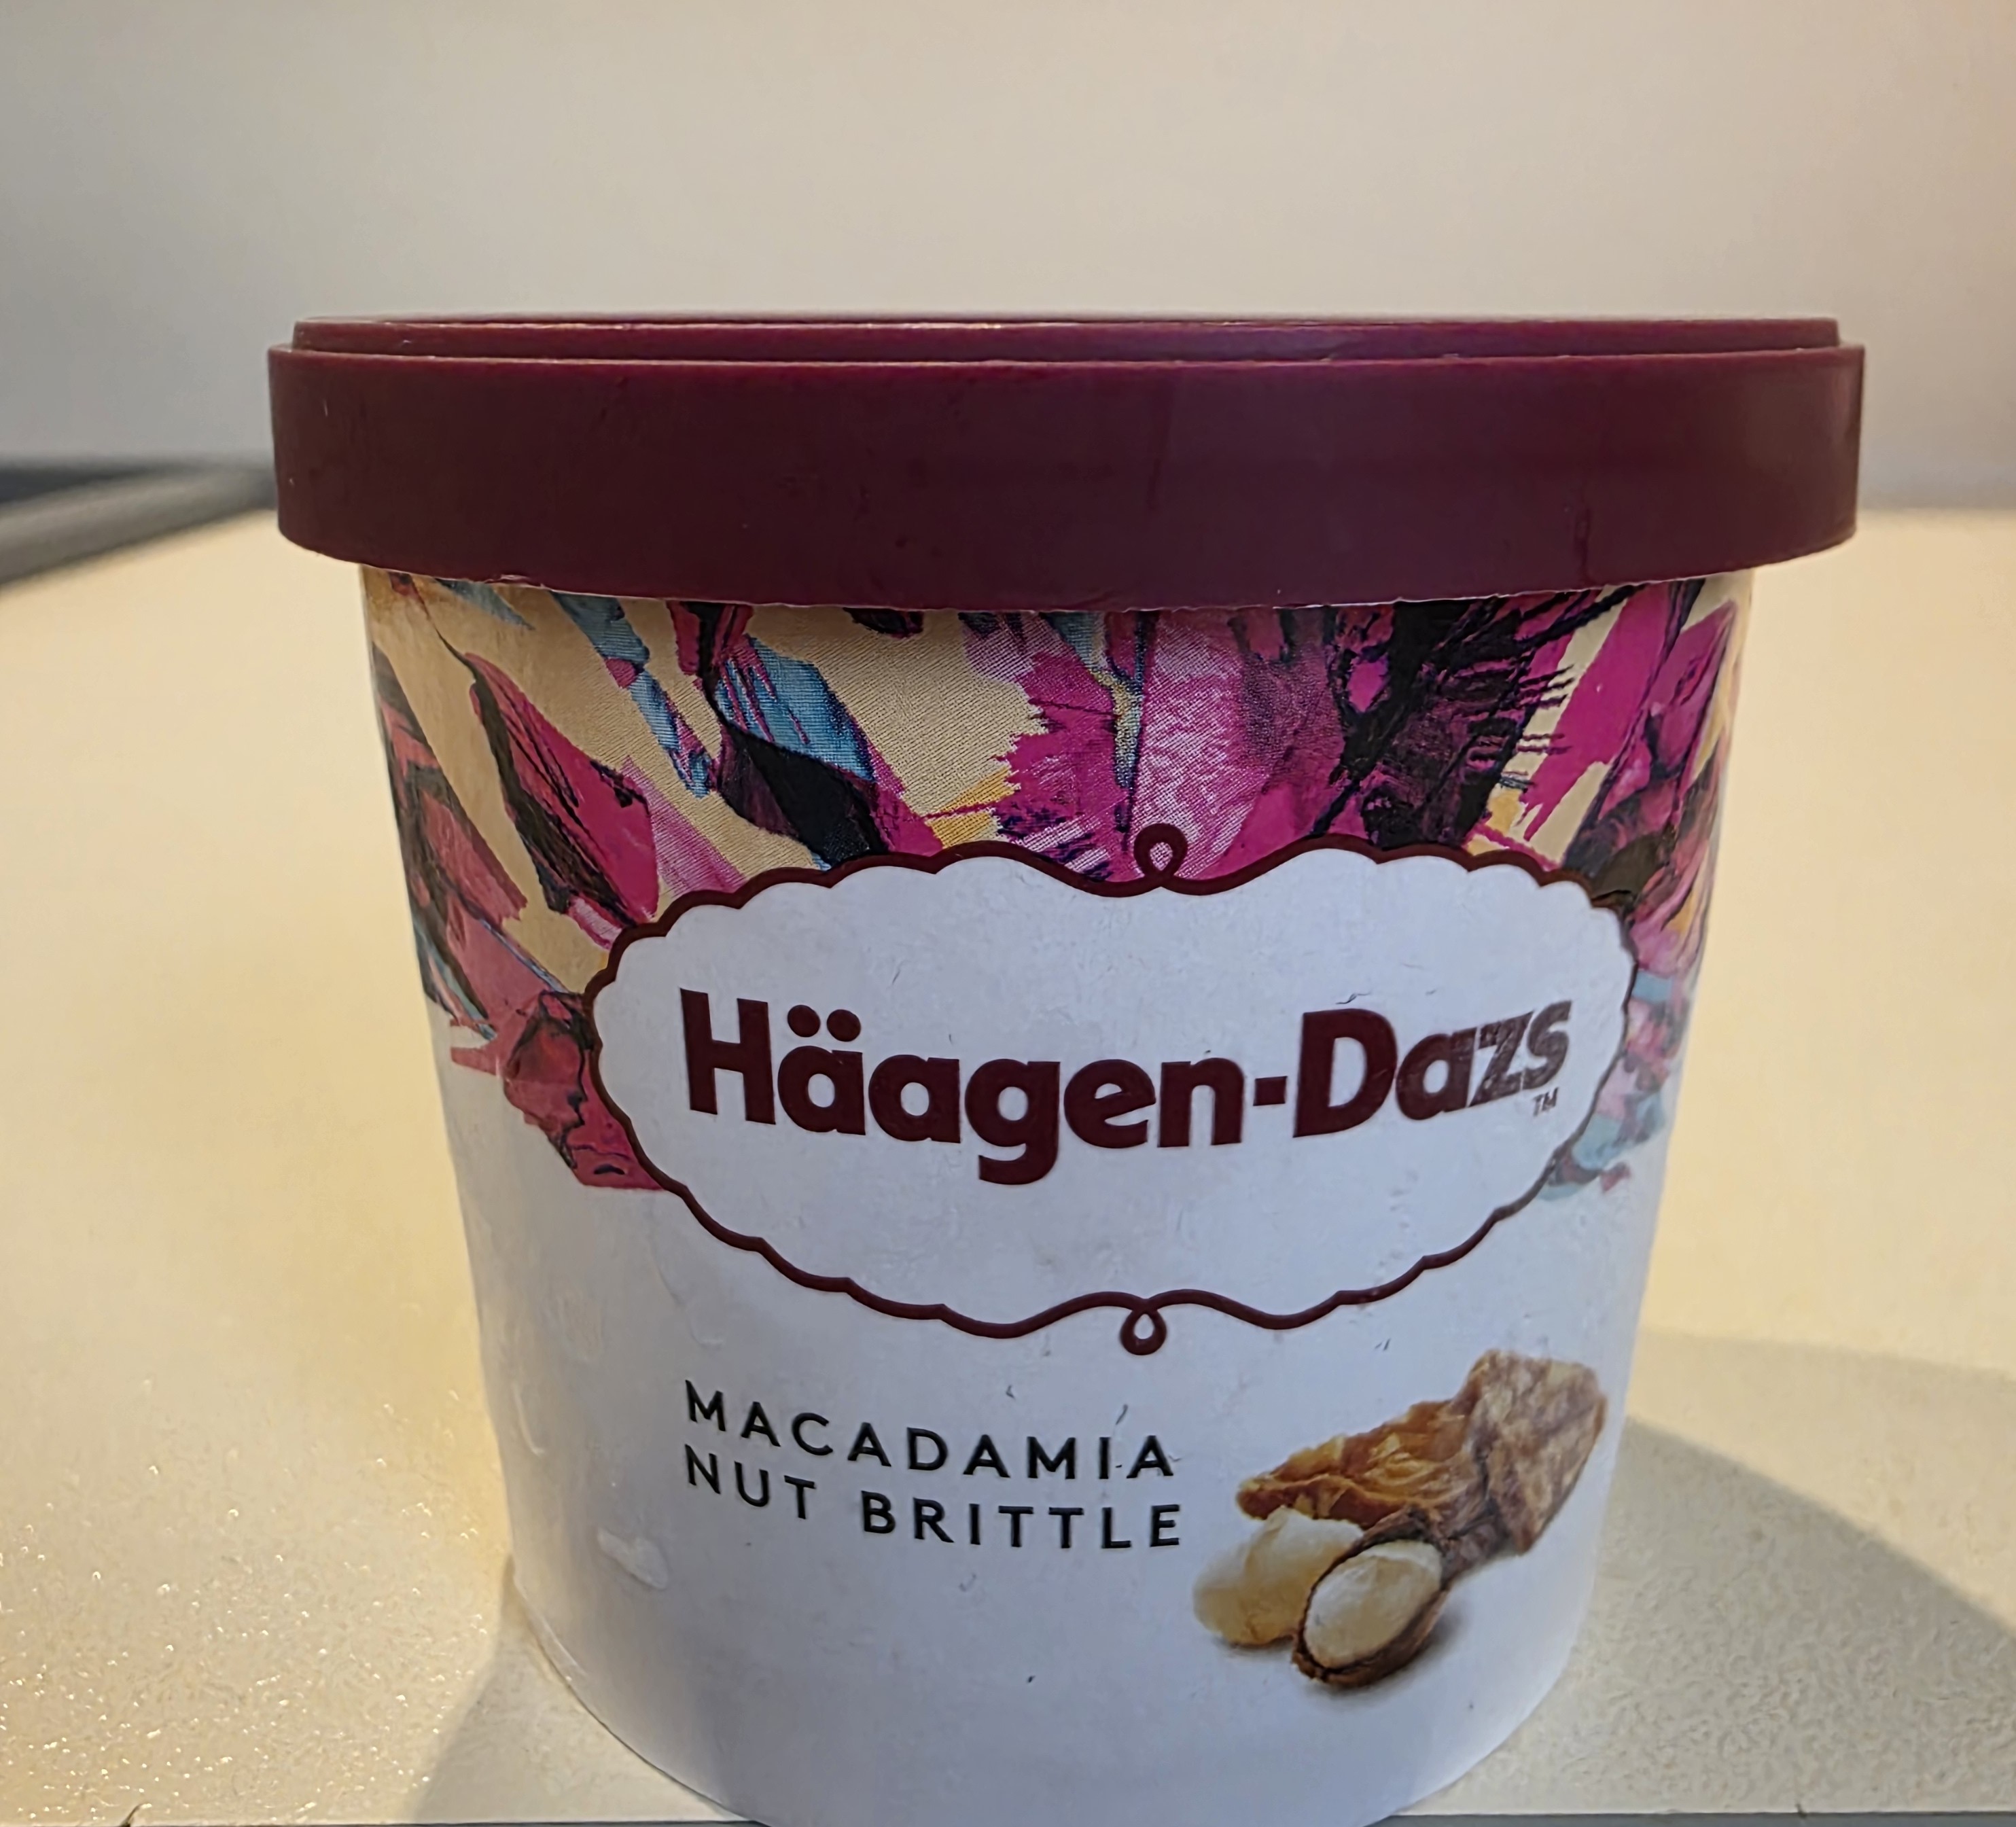 Häagen-Dazs
TM
MACADAMIA
NUT BRITTLE